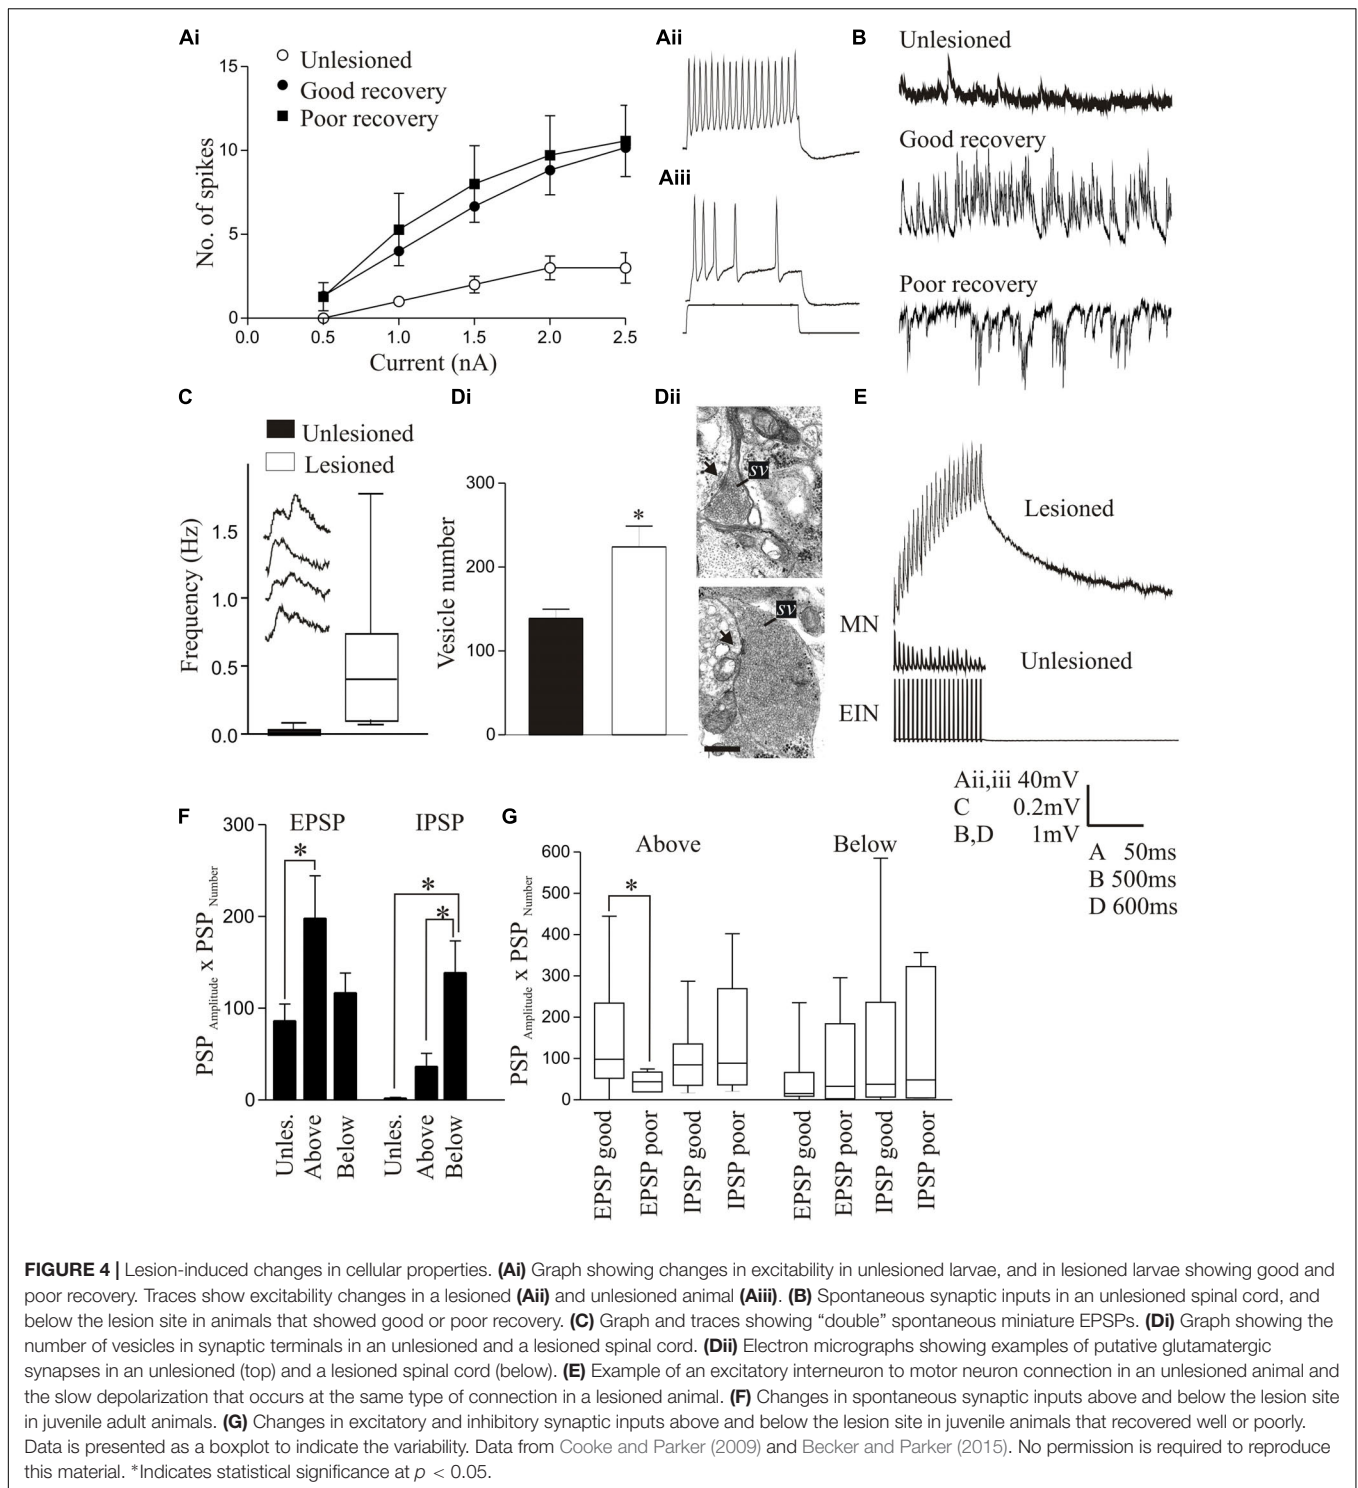 Ai
Unlesioned
Good recovery
Poor recovery
15
10
5
0
No. of spikes
0.0 0.5 1.0 1.5 2.0 2.5
Current (nA)
Aii
Aiii
B
Unlesioned
Good recovery
Poor recovery
C
Unlesioned
Lesioned
1.5
1.0
0.5
0.0
Frequency (Hz)
Di
300
200
100
0
Vesicle number
*
Dii
sv
sv
E
Lesioned
MN
Unlesioned
EIN
Aii,iii 40mV
C 0.2mV
B,D 1mV
A 50ms
B 500ms
D 600ms
F
EPSP IPSP
300
200
100
0
PSP Amplitude x PSP Number
*
*
*
Unles.
Above
Below
Unles.
Above
Below
G
Above Below
600
500
400
300
200
100
0
PSP Amplitude x PSP Number
*
EPSP good
EPSP poor
IPSP good
IPSP poor
EPSP good
EPSP poor
IPSP good
IPSP poor
FIGURE 4 | Lesion-induced changes in cellular properties. (Ai) Graph showing changes in excitability in unlesioned larvae, and in lesioned larvae showing good and
poor recovery. Traces show excitability changes in a lesioned (Aii) and unlesioned animal (Aiii). (B) Spontaneous synaptic inputs in an unlesioned spinal cord, and
below the lesion site in animals that showed good or poor recovery. (C) Graph and traces showing “double” spontaneous miniature EPSPs. (Di) Graph showing the
number of vesicles in synaptic terminals in an unlesioned and a lesioned spinal cord. (Dii) Electron micrographs showing examples of putative glutamatergic
synapses in an unlesioned (top) and a lesioned spinal cord (below). (E) Example of an excitatory interneuron to motor neuron connection in an unlesioned animal and
the slow depolarization that occurs at the same type of connection in a lesioned animal. (F) Changes in spontaneous synaptic inputs above and below the lesion site
in juvenile adult animals. (G) Changes in excitatory and inhibitory synaptic inputs above and below the lesion site in juvenile animals that recovered well or poorly.
Data is presented as a boxplot to indicate the variability. Data from Cooke and Parker (2009) and Becker and Parker (2015). No permission is required to reproduce
this material. *Indicates statistical significance at p < 0.05.